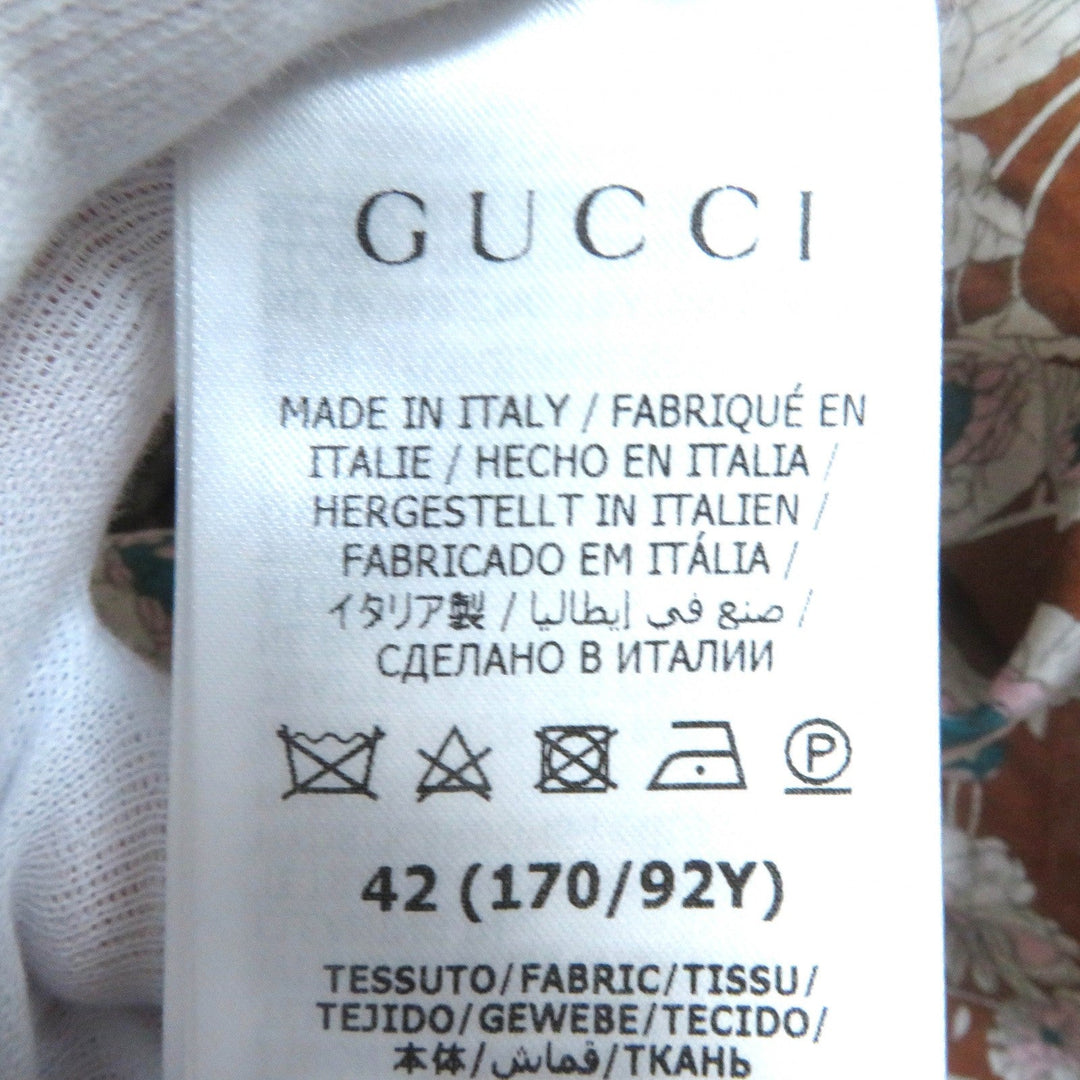 GUCCI
MADE IN ITALY / FABRIQUÉ EN
ITALIE / HECHO EN ITALIA /
HERGESTELLT IN ITALIEN /
FABRICADO EM ITÁLIA /
イタリア製 / صنع في إيطاليا /
СДЕЛАНО В ИТАЛИИ
P
42 (170/92Y)
TESSUTO/FABRIC/TISSU/
TEJIDO/GEWEBE/TECIDO/
本体/قماش/ТКАНЬ